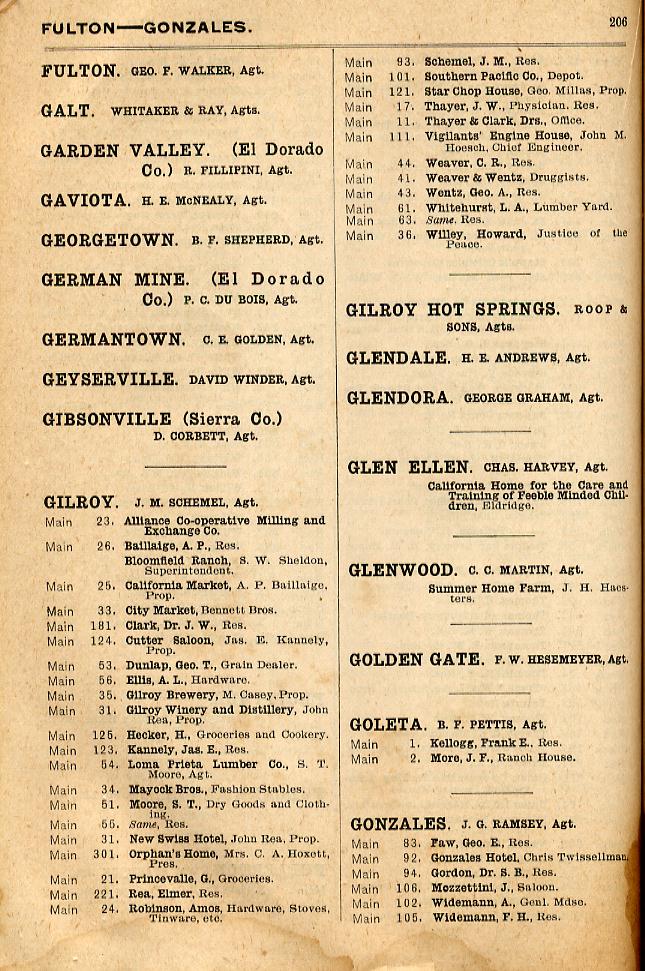 FULTON—GONZALES.
206
FULTON. GEO. F. WALKER, Agt.
GALT. WHITAKER & RAY, Agts.
GARDEN VALLEY. (El Dorado
Co.) R. FILLIPINI, Agt.
GAVIOTA. H. E. McNEALY, Agt.
GEORGETOWN. B. F. SHEPHERD, Agt.
GERMAN MINE. (El Dorado
Co.) P. C. DU BOIS, Agt.
GERMANTOWN. C. E. GOLDEN, Agt.
GEYSERVILLE. DAVID WINDER, Agt.
GIBSONVILLE (Sierra Co.)
D. CORBETT, Agt.
GILROY. J. M. SCHEMEL, Agt.
Main 23. Alliance Co-operative Milling and
Exchange Co.
Main 26. Baillaige, A. P., Res.
Bloomfield Ranch, S. W. Sheldon,
Superintendent.
Main 25. California Market, A. P. Baillaige,
Prop.
Main 33. City Market, Bennett Bros.
Main 181. Clark, Dr. J. W., Res.
Main 124. Cutter Saloon, Jas. E. Kannely,
Prop.
Main 53. Dunlap, Geo. T., Grain Dealer.
Main 56. Ellis, A. L., Hardware.
Main 35. Gilroy Brewery, M. Casey, Prop.
Main 31. Gilroy Winery and Distillery, John
Rea, Prop.
Main 125. Hecker, H., Groceries and Cookery.
Main 123. Kannely, Jas. E., Res.
Main 54. Loma Prieta Lumber Co., S. T.
Moore, Agt.
Main 34. Mayock Bros., Fashion Stables.
Main 51. Moore, S. T., Dry Goods and Cloth-
ing.
Main 55. Same, Res.
Main 31. New Swiss Hotel, John Rea, Prop.
Main 301. Orphan's Home, Mrs. C. A. Hoxett,
Pres.
Main 21. Princevalle, G., Groceries.
Main 221. Rea, Elmer, Res.
Main 24. Robinson, Amos, Hardware, Stoves,
Tinware, etc.
Main 93. Schemel, J. M., Res.
Main 101. Southern Pacific Co., Depot.
Main 121. Star Chop House, Geo. Millas, Prop.
Main 17. Thayer, J. W., Physician. Res.
Main 11. Thayer & Clark, Drs., Office.
Main 111. Vigilants' Engine House, John M.
Hoesch, Chief Engineer.
Main 44. Weaver, C. R., Res.
Main 41. Weaver & Wentz, Druggists.
Main 43. Wentz, Geo. A., Res.
Main 61. Whitehurst, L. A., Lumber Yard.
Main 63. Same. Res.
Main 36. Willey, Howard, Justice of the
Peace.
GILROY HOT SPRINGS. ROOP &
SONS, Agts.
GLENDALE. H. E. ANDREWS, Agt.
GLENDORA. GEORGE GRAHAM, Agt.
GLEN ELLEN. CHAS. HARVEY, Agt.
California Home for the Care and
Training of Feeble Minded Chil-
dren, Eldridge.
GLENWOOD. C. C. MARTIN, Agt.
Summer Home Farm, J. H. Haes-
ters.
GOLDEN GATE. F. W. HESEMEYER, Agt.
GOLETA. B. F. PETTIS, Agt.
Main 1. Kellogg, Frank E., Res.
Main 2. More, J. F., Ranch House.
GONZALES. J. G. RAMSEY, Agt.
Main 83. Faw, Geo. E., Res.
Main 92. Gonzales Hotel, Chris Twissellman.
Main 94. Gordon, Dr. S. B., Res.
Main 106. Mozzettini, J., Saloon.
Main 102. Widemann, A., Genl. Mdse.
Main 105. Widemann, F. H., Res.